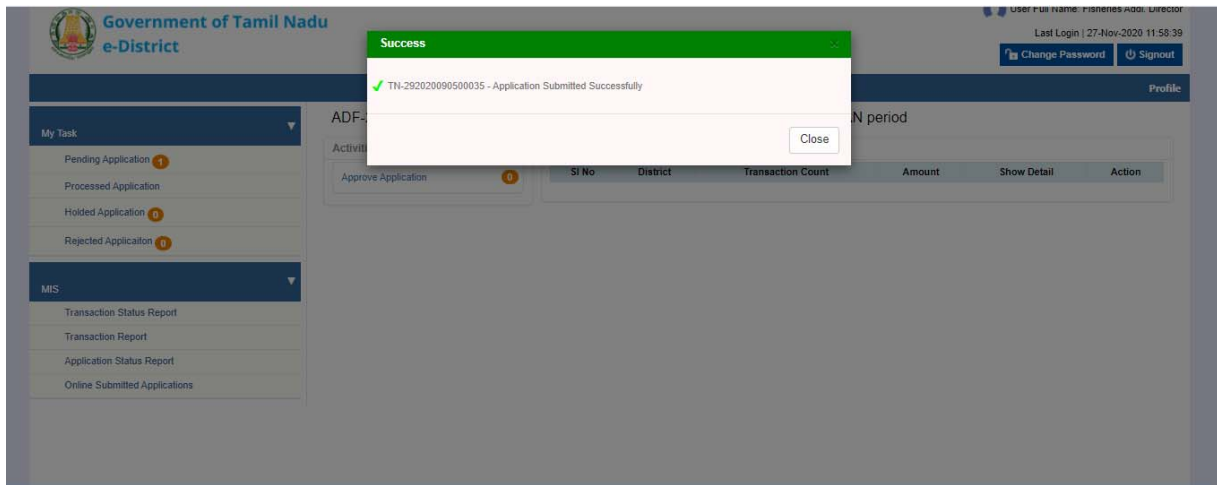 Government of Tamil Nadu
e-District
User Full Name: Fisheries Addl. Director
Last Login | 27-Nov-2020 11:58:39
Change Password
Signout
Success
TN-292020090500035 - Application Submitted Successfully
Close
Profile
My Task
Pending Application 1
Processed Application
Holded Application 0
Rejected Applicaiton 0
MIS
Transaction Status Report
Transaction Report
Application Status Report
Online Submitted Applications
ADF-
N period
Activiti
Approve Application 0
Sl No District Transaction Count Amount Show Detail Action